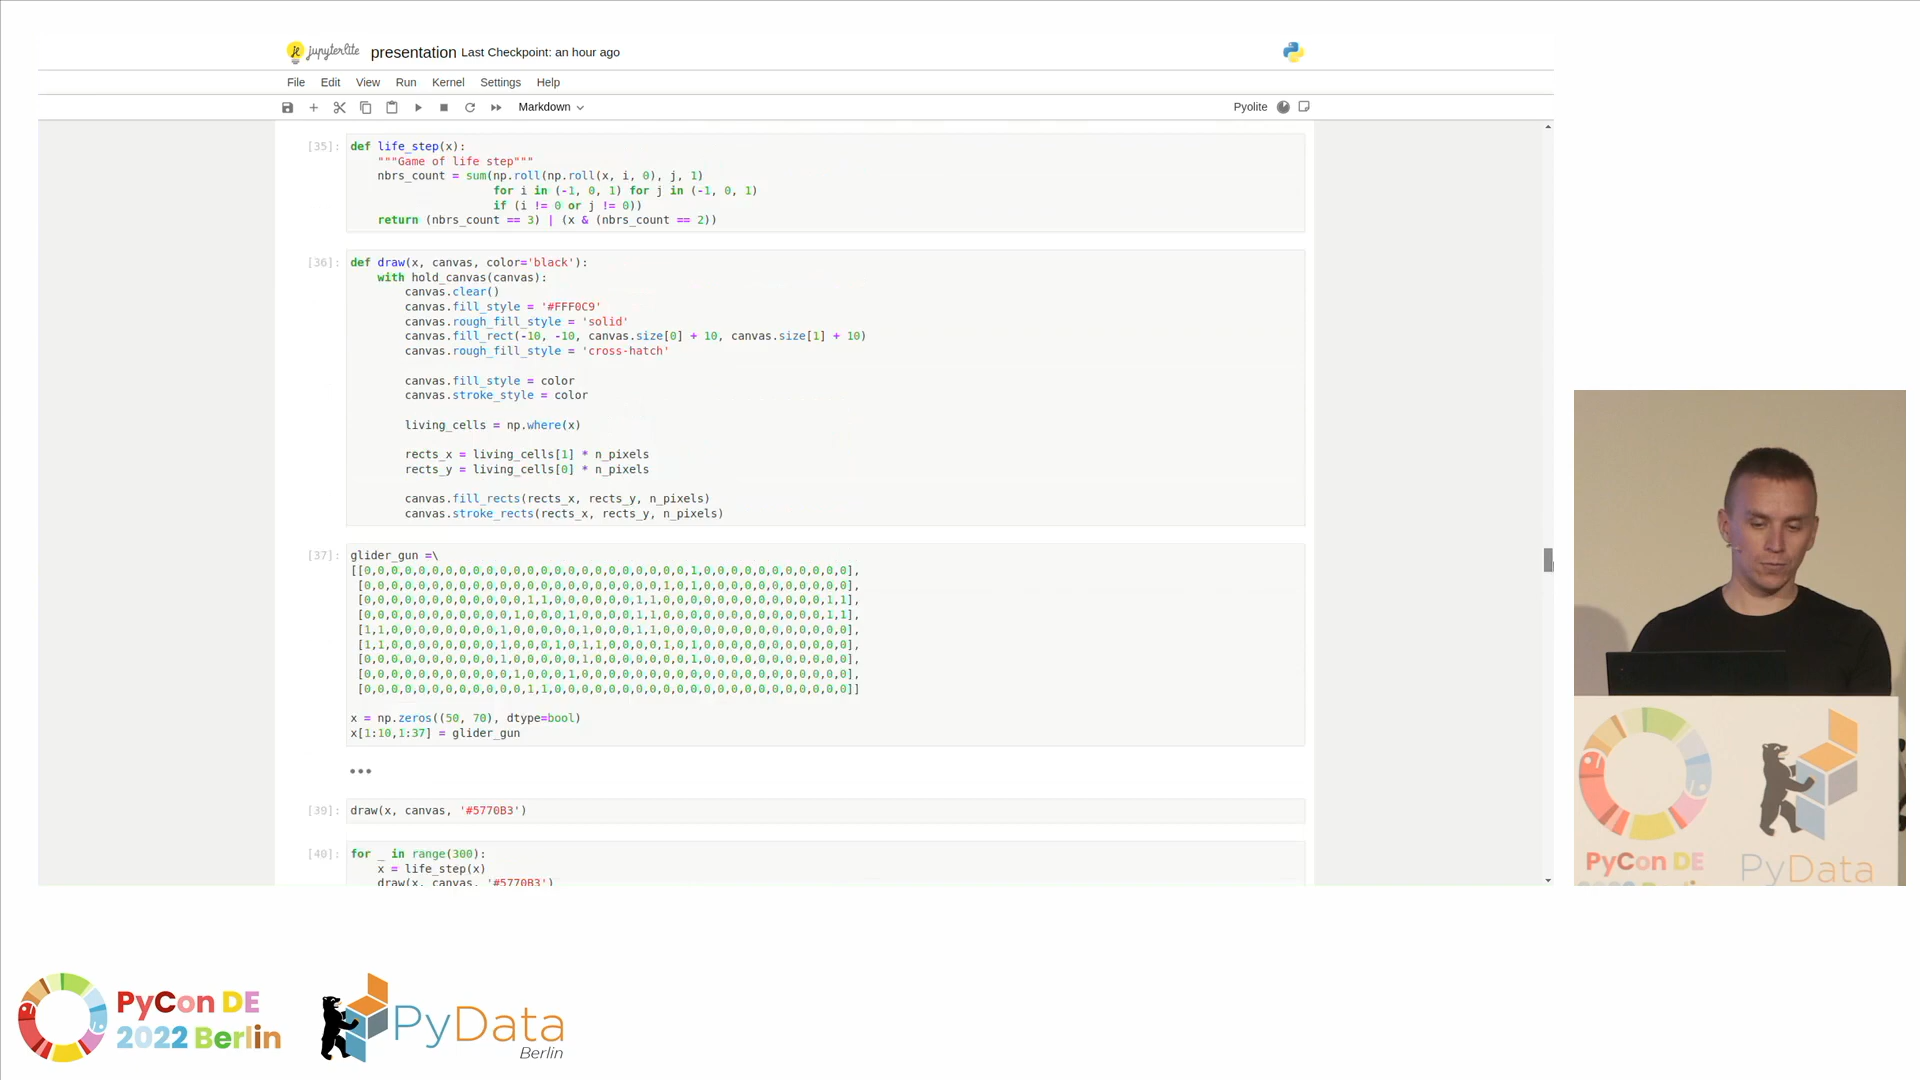 jupyterlite presentation Last Checkpoint: an hour ago
File Edit View Run Kernel Settings Help
Markdown Pyolite
[35]: def life_step(x):
"""Game of life step"""
nbrs_count = sum(np.roll(np.roll(x, i, 0), j, 1)
for i in (-1, 0, 1) for j in (-1, 0, 1)
if (i != 0 or j != 0))
return (nbrs_count == 3) | (x & (nbrs_count == 2))
[36]: def draw(x, canvas, color='black'):
with hold_canvas(canvas):
canvas.clear()
canvas.fill_style = '#FFF0C9'
canvas.rough_fill_style = 'solid'
canvas.fill_rect(-10, -10, canvas.size[0] + 10, canvas.size[1] + 10)
canvas.rough_fill_style = 'cross-hatch'
canvas.fill_style = color
canvas.stroke_style = color
living_cells = np.where(x)
rects_x = living_cells[1] * n_pixels
rects_y = living_cells[0] * n_pixels
canvas.fill_rects(rects_x, rects_y, n_pixels)
canvas.stroke_rects(rects_x, rects_y, n_pixels)
[37]: glider_gun =\
[[0,0,0,0,0,0,0,0,0,0,0,0,0,0,0,0,0,0,0,0,0,0,0,0,1,0,0,0,0,0,0,0,0,0,0,0],
[0,0,0,0,0,0,0,0,0,0,0,0,0,0,0,0,0,0,0,0,0,0,1,0,1,0,0,0,0,0,0,0,0,0,0,0],
[0,0,0,0,0,0,0,0,0,0,0,0,1,1,0,0,0,0,0,0,1,1,0,0,0,0,0,0,0,0,0,0,0,0,1,1],
[0,0,0,0,0,0,0,0,0,0,0,1,0,0,0,1,0,0,0,0,1,1,0,0,0,0,0,0,0,0,0,0,0,0,1,1],
[1,1,0,0,0,0,0,0,0,0,1,0,0,0,0,0,1,0,0,0,1,1,0,0,0,0,0,0,0,0,0,0,0,0,0,0],
[1,1,0,0,0,0,0,0,0,0,1,0,0,0,1,0,1,1,0,0,0,0,1,0,1,0,0,0,0,0,0,0,0,0,0,0],
[0,0,0,0,0,0,0,0,0,0,1,0,0,0,0,0,1,0,0,0,0,0,0,0,1,0,0,0,0,0,0,0,0,0,0,0],
[0,0,0,0,0,0,0,0,0,0,0,1,0,0,0,1,0,0,0,0,0,0,0,0,0,0,0,0,0,0,0,0,0,0,0,0],
[0,0,0,0,0,0,0,0,0,0,0,0,1,1,0,0,0,0,0,0,0,0,0,0,0,0,0,0,0,0,0,0,0,0,0,0]]
x = np.zeros((50, 70), dtype=bool)
x[1:10,1:37] = glider_gun
[39]: draw(x, canvas, '#5770B3')
[40]: for _ in range(300):
x = life_step(x)
draw(x, canvas, '#5770B3')
PyCon DE PyData
PyCon DE
2022 Berlin
PyData
Berlin